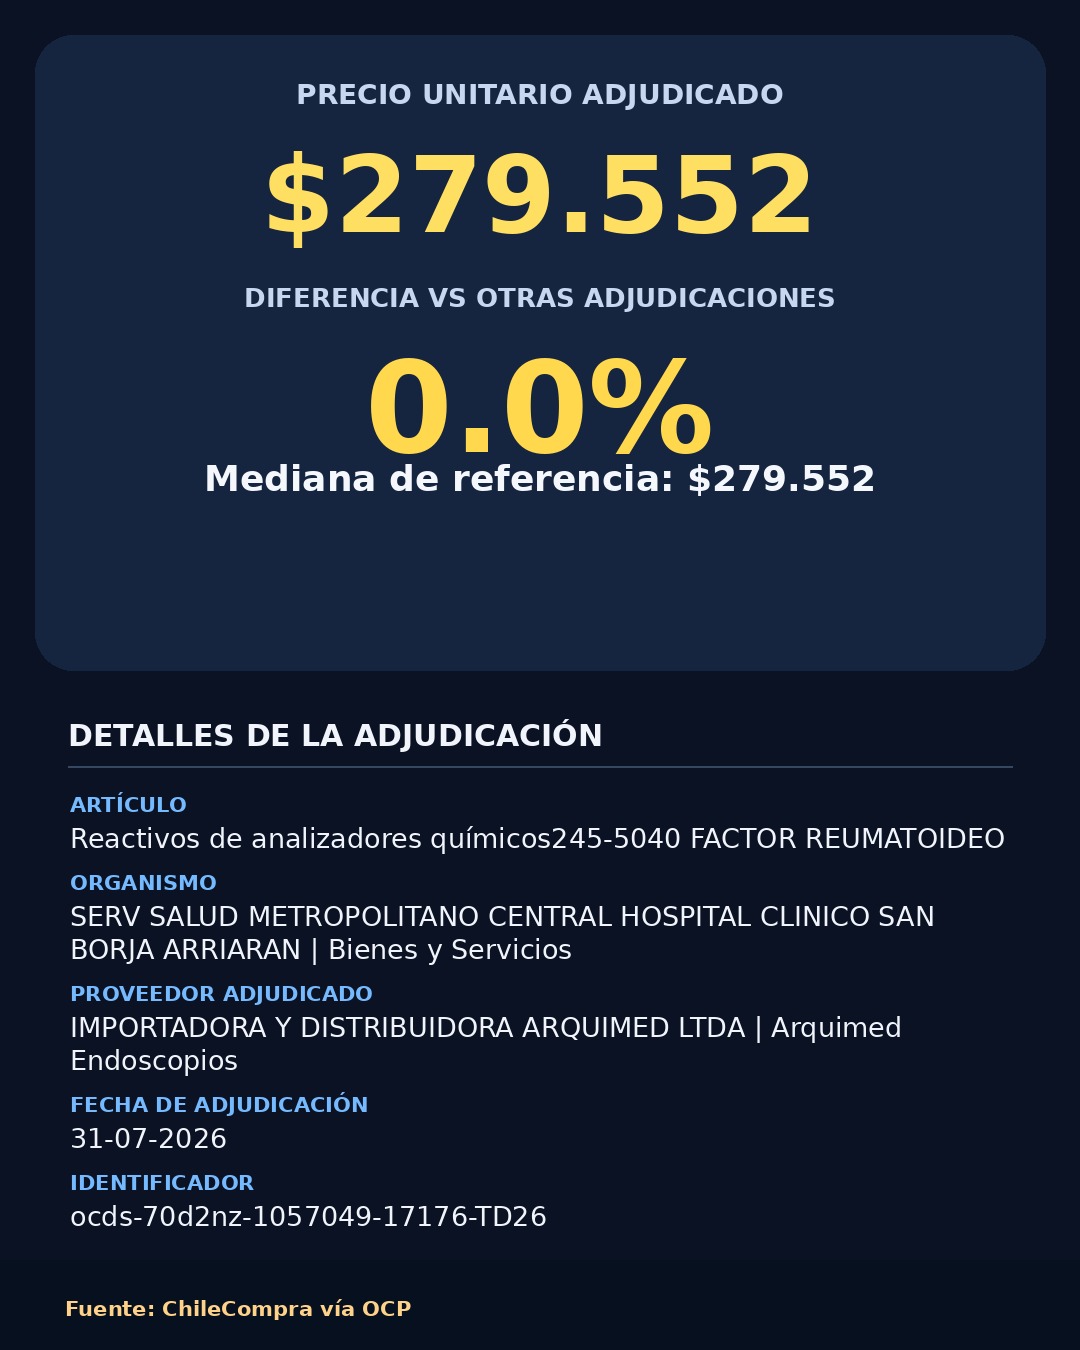 PRECIO UNITARIO ADJUDICADO
$279.552
DIFERENCIA VS OTRAS ADJUDICACIONES
0.0%
Mediana de referencia: $279.552
DETALLES DE LA ADJUDICACIÓN
ARTÍCULO
Reactivos de analizadores químicos245-5040 FACTOR REUMATOIDEO
ORGANISMO
SERV SALUD METROPOLITANO CENTRAL HOSPITAL CLINICO SAN
BORJA ARRIARAN | Bienes y Servicios
PROVEEDOR ADJUDICADO
IMPORTADORA Y DISTRIBUIDORA ARQUIMED LTDA | Arquimed
Endoscopios
FECHA DE ADJUDICACIÓN
31-07-2026
IDENTIFICADOR
ocds-70d2nz-1057049-17176-TD26
Fuente: ChileCompra vía OCP